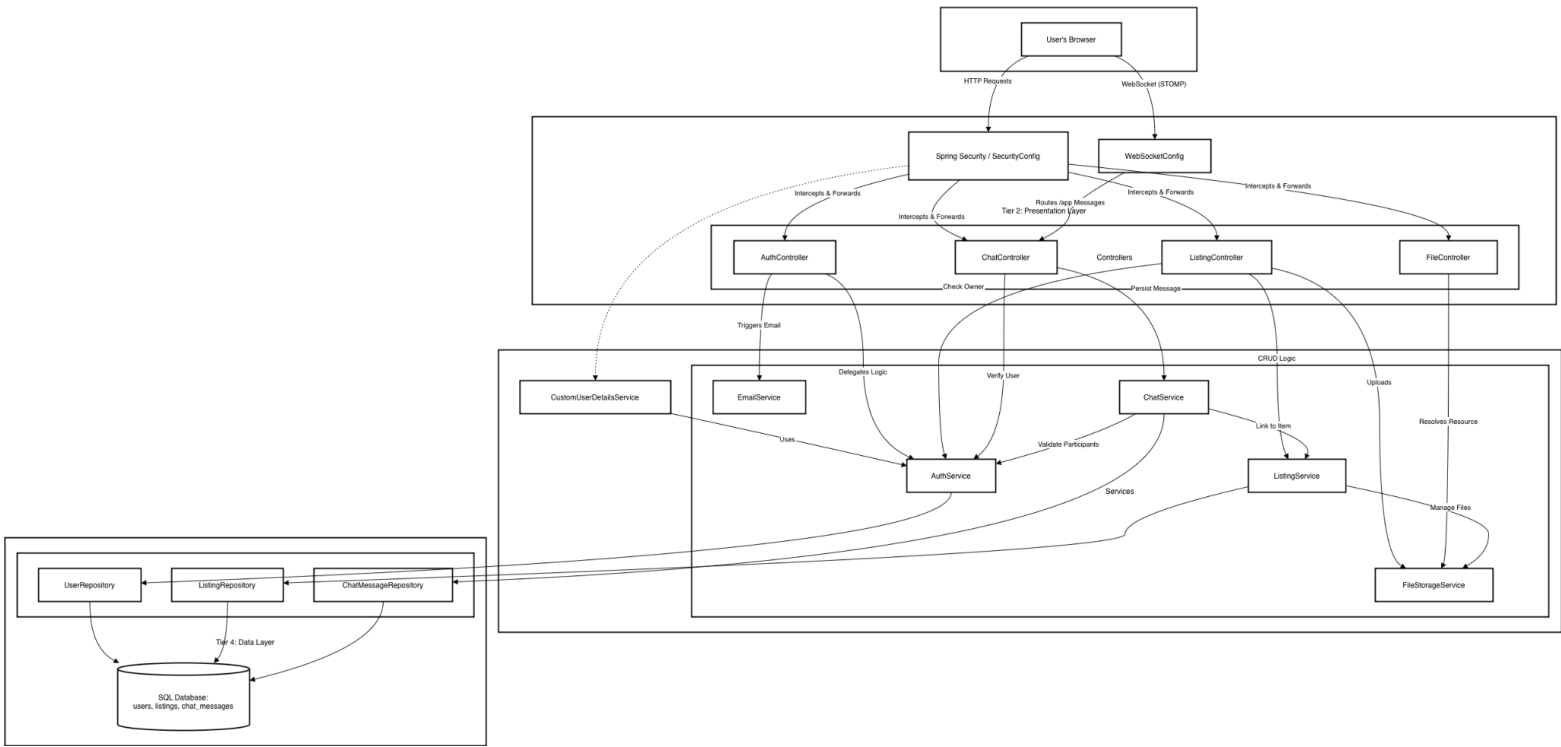 User's Browser
HTTP Requests
WebSocket (STOMP)
Spring Security / SecurityConfig
WebSocketConfig
Intercepts & Forwards
Intercepts & Forwards
Intercepts & Forwards
Intercepts & Forwards
Routes /app Messages
Tier 2: Presentation Layer
AuthController
ChatController
Controllers
ListingController
FileController
Check Owner
Persist Message
Triggers Email
CRUD Logic
Delegates Logic
Verify User
Uploads
CustomUserDetailsService
EmailService
ChatService
Resolves Resource
Link to Item
Uses
Validate Participants
AuthService
ListingService
Services
Manage Files
UserRepository
ListingRepository
ChatMessageRepository
FileStorageService
Tier 4: Data Layer
SQL Database:
users, listings, chat_messages